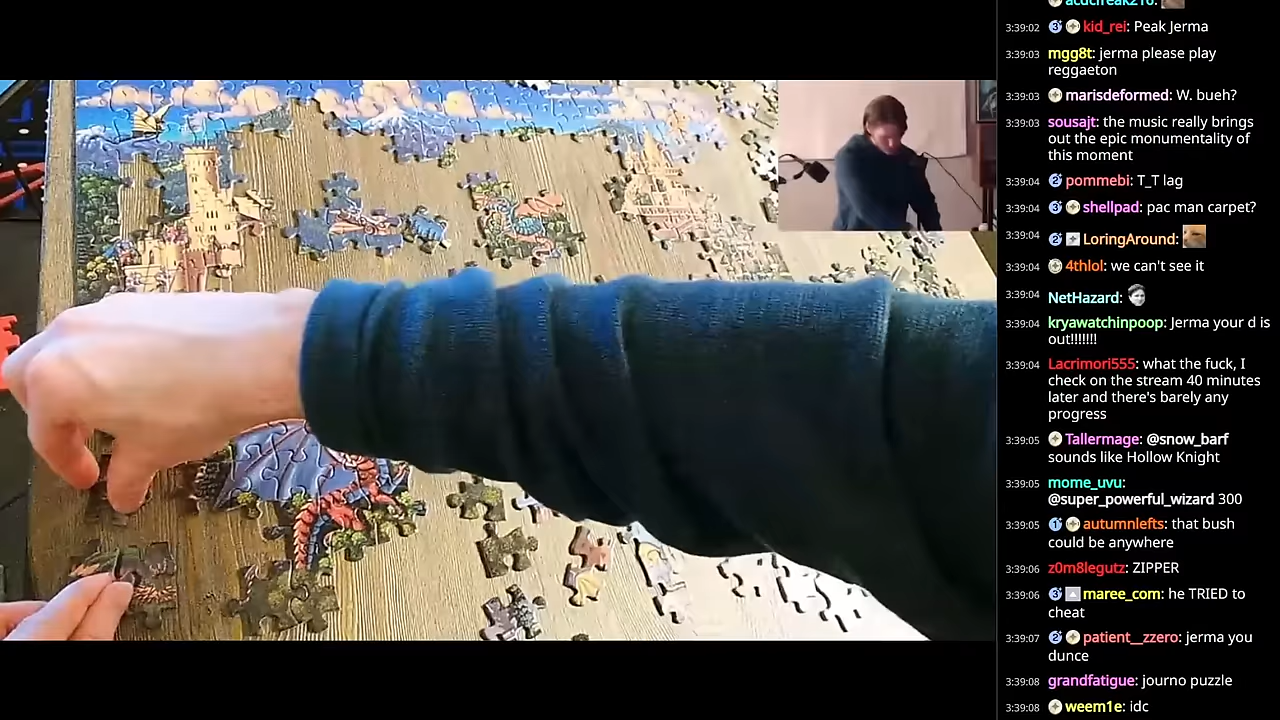 acdcfreak216:
3:39:02 kid_rei: Peak Jerma
3:39:03 mgg8t: jerma please play
reggaeton
3:39:03 marisdeformed: W. bueh?
3:39:03 sousajt: the music really brings
out the epic monumentality of
this moment
3:39:04 pommebi: T_T lag
3:39:04 shellpad: pac man carpet?
3:39:04 LoringAround:
3:39:04 4thlol: we can't see it
3:39:04 NetHazard:
3:39:04 kryawatchinpoop: Jerma your d is
out!!!!!!!
3:39:04 Lacrimori555: what the fuck, I
check on the stream 40 minutes
later and there's barely any
progress
3:39:05 Tallermage: @snow_barf
sounds like Hollow Knight
3:39:05 mome_uvu:
@super_powerful_wizard 300
3:39:05 autumnlefts: that bush
could be anywhere
3:39:06 z0m8legutz: ZIPPER
3:39:06 maree_com: he TRIED to
cheat
3:39:07 patient__zzero: jerma you
dunce
3:39:08 grandfatigue: journo puzzle
3:39:08 weem1e: idc